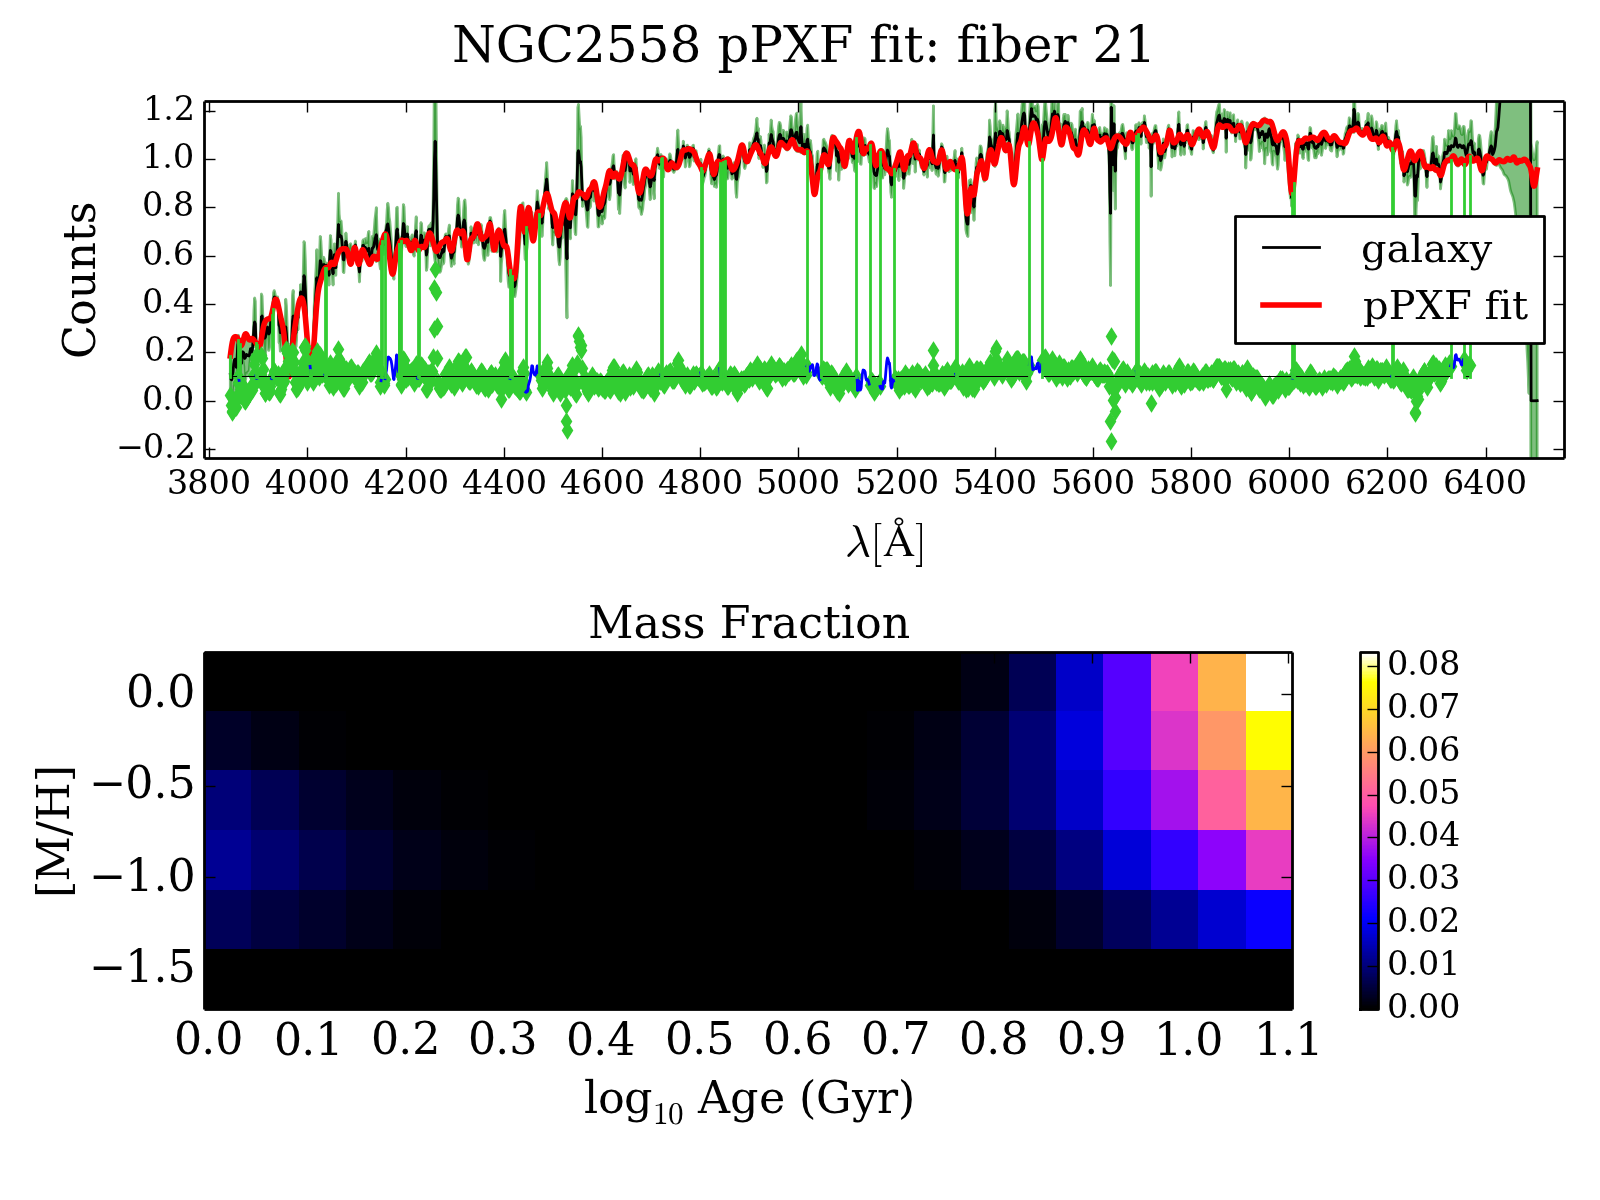 NGC2558 pPXF fit: fiber 21
1.2
1.0
0.8
0.6
0.4
0.2
0.0
−0.2
Counts
galaxy
pPXF fit
3800 4000 4200 4400 4600 4800 5000 5200 5400 5600 5800 6000 6200 6400
λ[Å]
Mass Fraction
0.0
−0.5
−1.0
−1.5
[M/H]
0.08
0.07
0.06
0.05
0.04
0.03
0.02
0.01
0.00
0.0 0.1 0.2 0.3 0.4 0.5 0.6 0.7 0.8 0.9 1.0 1.1
log₁₀ Age (Gyr)